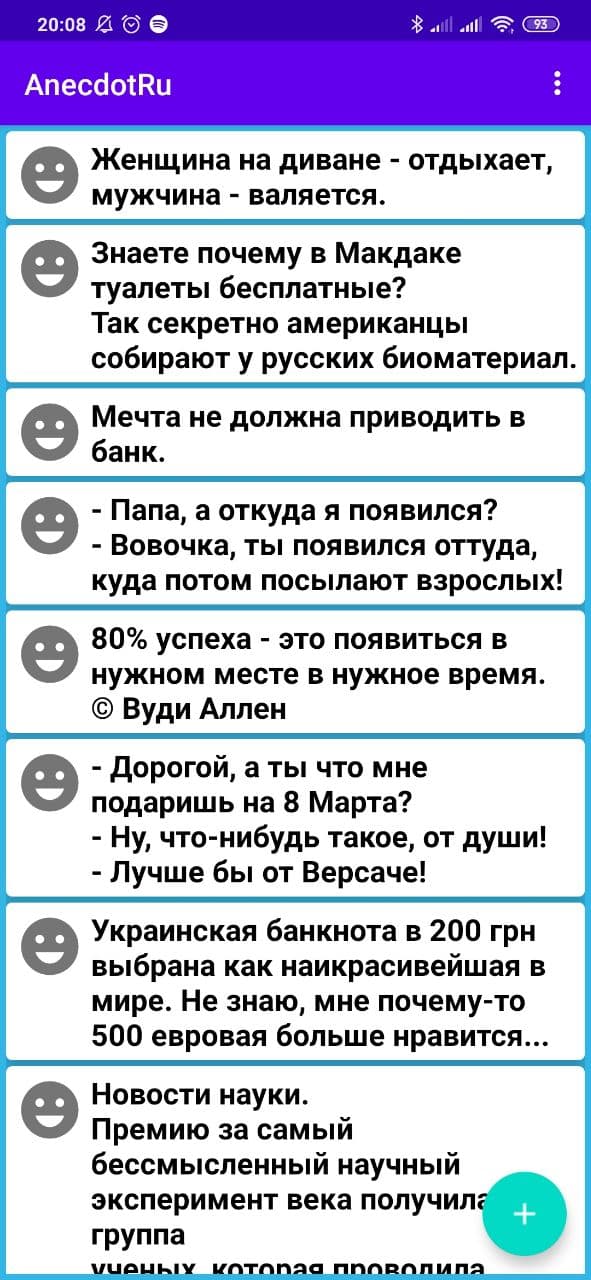 20:08
93
AnecdotRu
Женщина на диване - отдыхает,
мужчина - валяется.
Знаете почему в Макдаке
туалеты бесплатные?
Так секретно американцы
собирают у русских биоматериал.
Мечта не должна приводить в
банк.
- Папа, а откуда я появился?
- Вовочка, ты появился оттуда,
куда потом посылают взрослых!
80% успеха - это появиться в
нужном месте в нужное время.
© Вуди Аллен
- Дорогой, а ты что мне
подаришь на 8 Марта?
- Ну, что-нибудь такое, от души!
- Лучше бы от Версаче!
Украинская банкнота в 200 грн
выбрана как наикрасивейшая в
мире. Не знаю, мне почему-то
500 евровая больше нравится...
Новости науки.
Премию за самый
бессмысленный научный
эксперимент века получила
группа
ученых, которая проводила